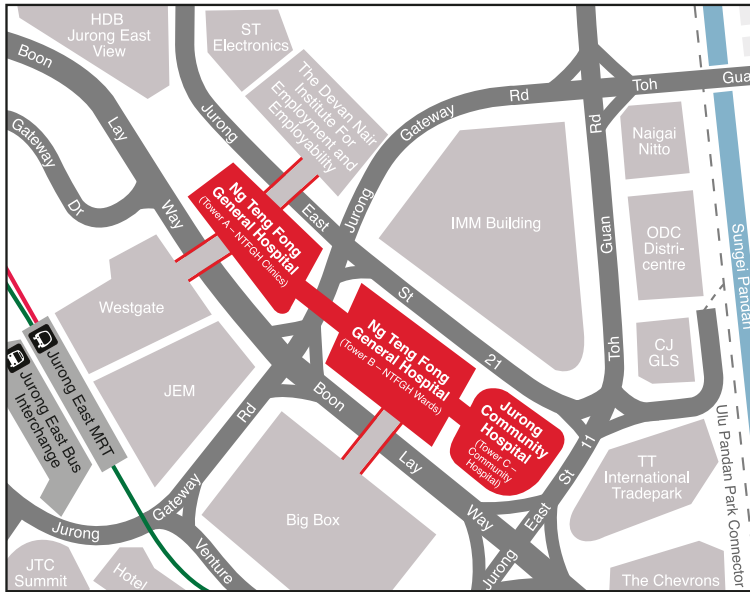 HDB
Jurong East
View
ST
Electronics
The Devan Nair
Institute For
Employment and
Employability
Boon
Lay
Way
Gateway
Dr
Jurong
East
St
21
Jurong
Gateway
Rd
Toh
Guan
Rd
Toh
Guan
Naigai
Nitto
ODC
Distri-
centre
CJ
GLS
Sungei Pandan
Ulu Pandan Park Connector
IMM Building
Ng Teng Fong
General Hospital
(Tower A – NTFGH Clinics)
Ng Teng Fong
General Hospital
(Tower B – NTFGH Wards)
Jurong
Community
Hospital
(Tower C –
Community
Hospital)
Westgate
JEM
Jurong East MRT
Jurong East Bus
Interchange
Boon
Lay
Way
Big Box
Jurong
Gateway
Rd
Venture
Jurong
East
St
11
TT
International
Tradepark
The Chevrons
JTC
Summit
Hotel